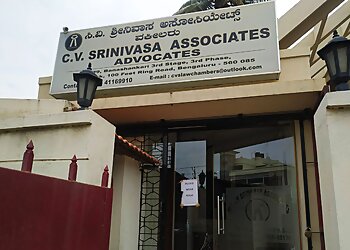 ಸಿ.ವಿ. ಶ್ರೀನಿವಾಸ ಅಸೋಸಿಯೇಟ್ಸ್
ವಕೀಲರು
C.V. SRINIVASA ASSOCIATES
ADVOCATES
Banashankari 3rd Stage, 3rd Phase,
100 Feet Ring Road, Bengaluru - 560 085
41169910 e-mail : cvslawchambers@outlook.com